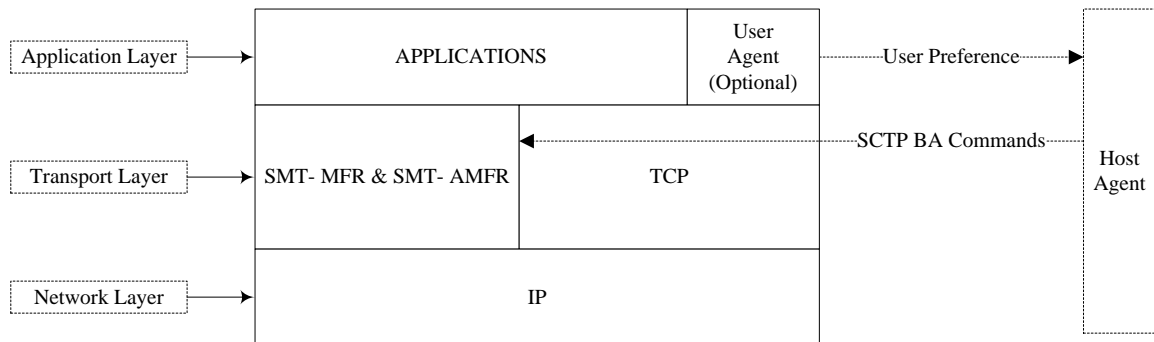 Application Layer
APPLICATIONS
User
Agent
(Optional)
User Preference
SCTP BA Commands
Host
Agent
Transport Layer
SMT- MFR & SMT- AMFR
TCP
Network Layer
IP